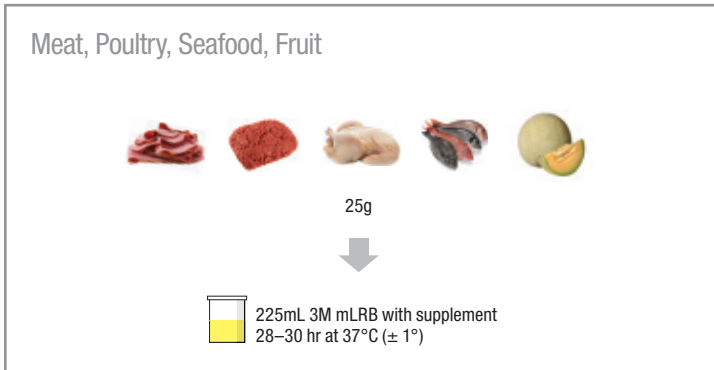 Meat, Poultry, Seafood, Fruit
25g
225mL 3M mLRB with supplement
28–30 hr at 37°C (± 1°)